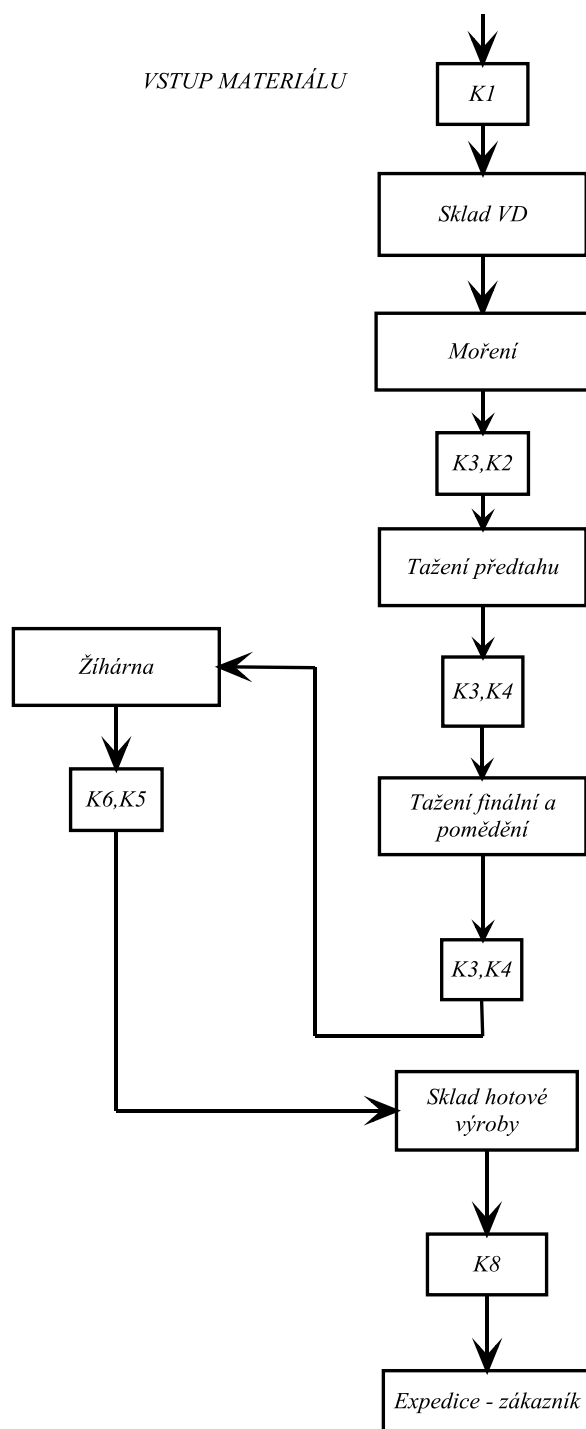 VSTUP MATERIÁLU
K1
Sklad VD
Moření
K3,K2
Tažení předtahu
K3,K4
Tažení finální a
pomědění
K3,K4
Žíhárna
K6,K5
Sklad hotové
výroby
K8
Expedice - zákazník